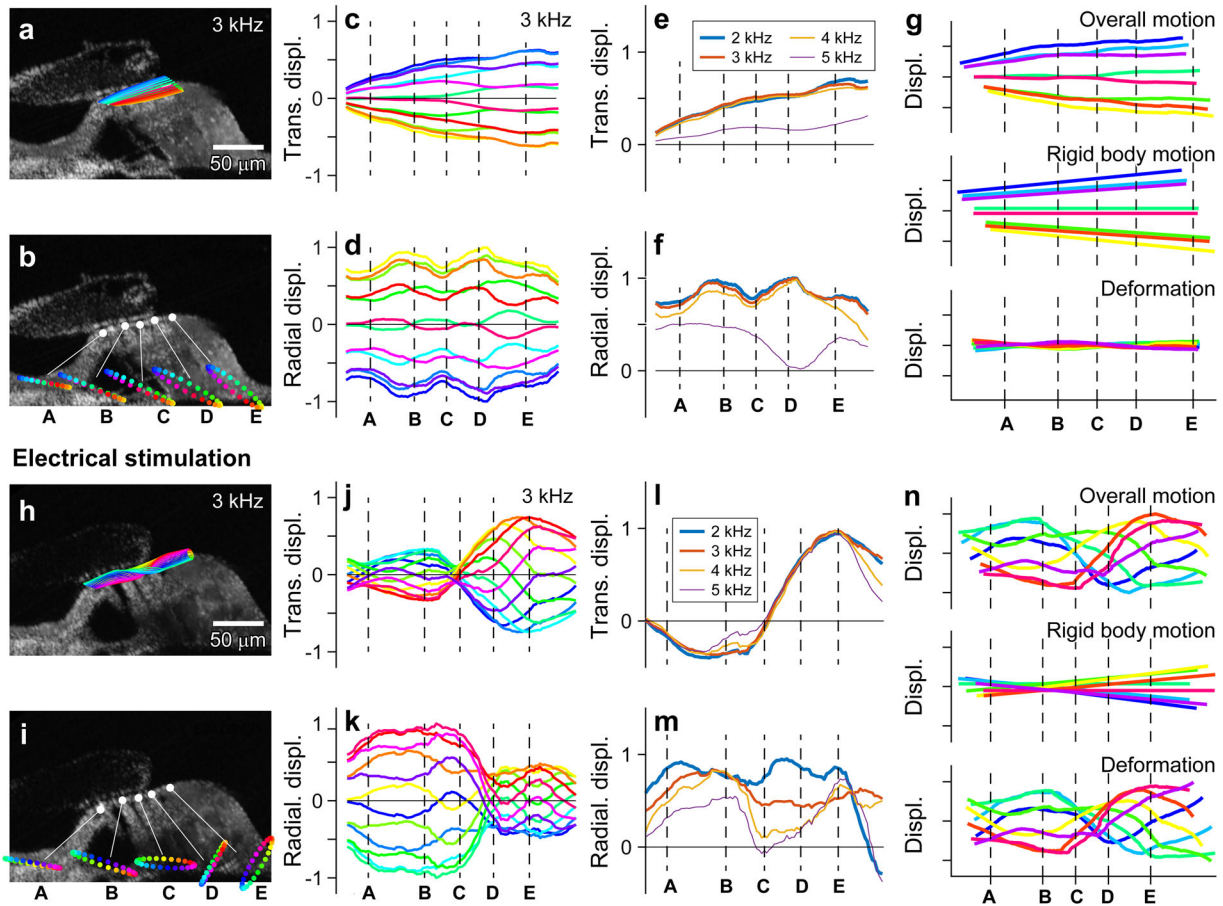 a
3 kHz
50 μm
c
3 kHz
Trans. displ.
1
0
-1
e
2 kHz
4 kHz
3 kHz
5 kHz
Trans. displ.
1
0
g
Overall motion
Displ.
Rigid body motion
Displ.
Deformation
Displ.
A B C D E
b
A B C D E
d
Radial displ.
1
0
-1
A B C D E
f
Radial. displ.
1
0
A B C D E
Electrical stimulation
h
3 kHz
50 μm
j
3 kHz
Trans. displ.
1
0
-1
l
2 kHz
3 kHz
4 kHz
5 kHz
Trans. displ.
1
0
n
Overall motion
Displ.
Rigid body motion
Displ.
Deformation
Displ.
A B C D E
i
A B C D E
k
Radial. displ.
1
0
-1
A B C D E
m
Radial. displ.
1
0
A B C D E